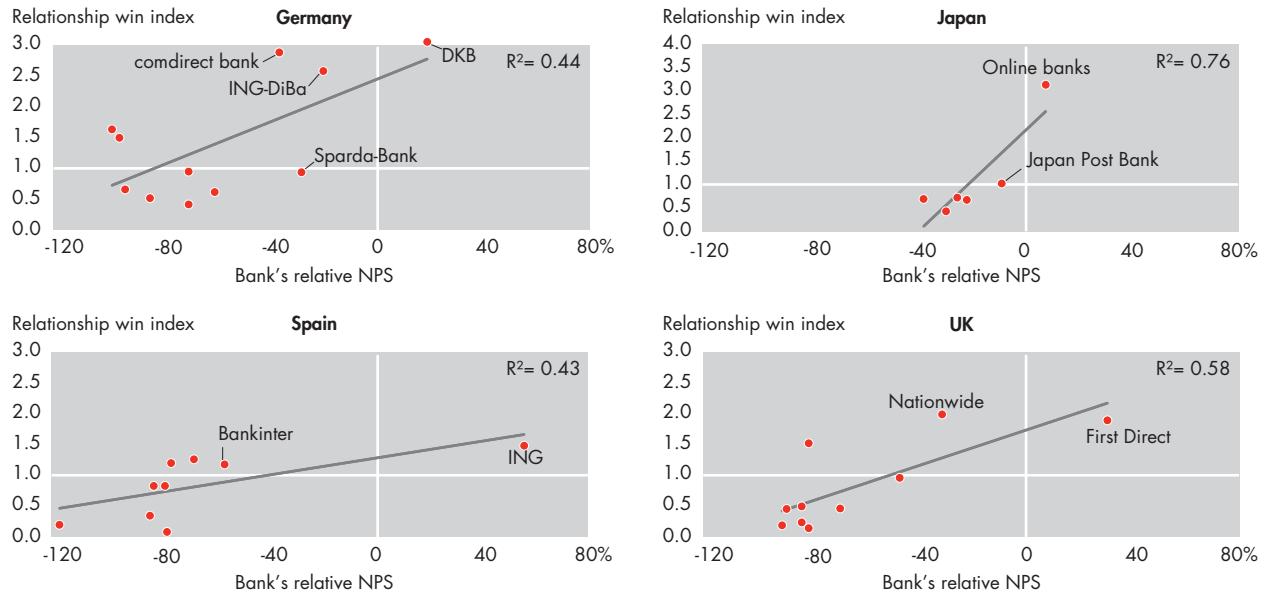 Relationship win index
Germany
3.0
2.5
2.0
1.5
1.0
0.5
0.0
comdirect bank
ING-DiBa
DKB
Sparda-Bank
R²= 0.44
-120 -80 -40 0 40 80%
Bank’s relative NPS
Relationship win index
Japan
4.0
3.5
3.0
2.5
2.0
1.5
1.0
0.5
0.0
Online banks
Japan Post Bank
R²= 0.76
-120 -80 -40 0 40 80%
Bank’s relative NPS
Relationship win index
Spain
3.0
2.5
2.0
1.5
1.0
0.5
0.0
Bankinter
ING
R²= 0.43
-120 -80 -40 0 40 80%
Bank’s relative NPS
Relationship win index
UK
3.0
2.5
2.0
1.5
1.0
0.5
0.0
Nationwide
First Direct
R²= 0.58
-120 -80 -40 0 40 80%
Bank’s relative NPS